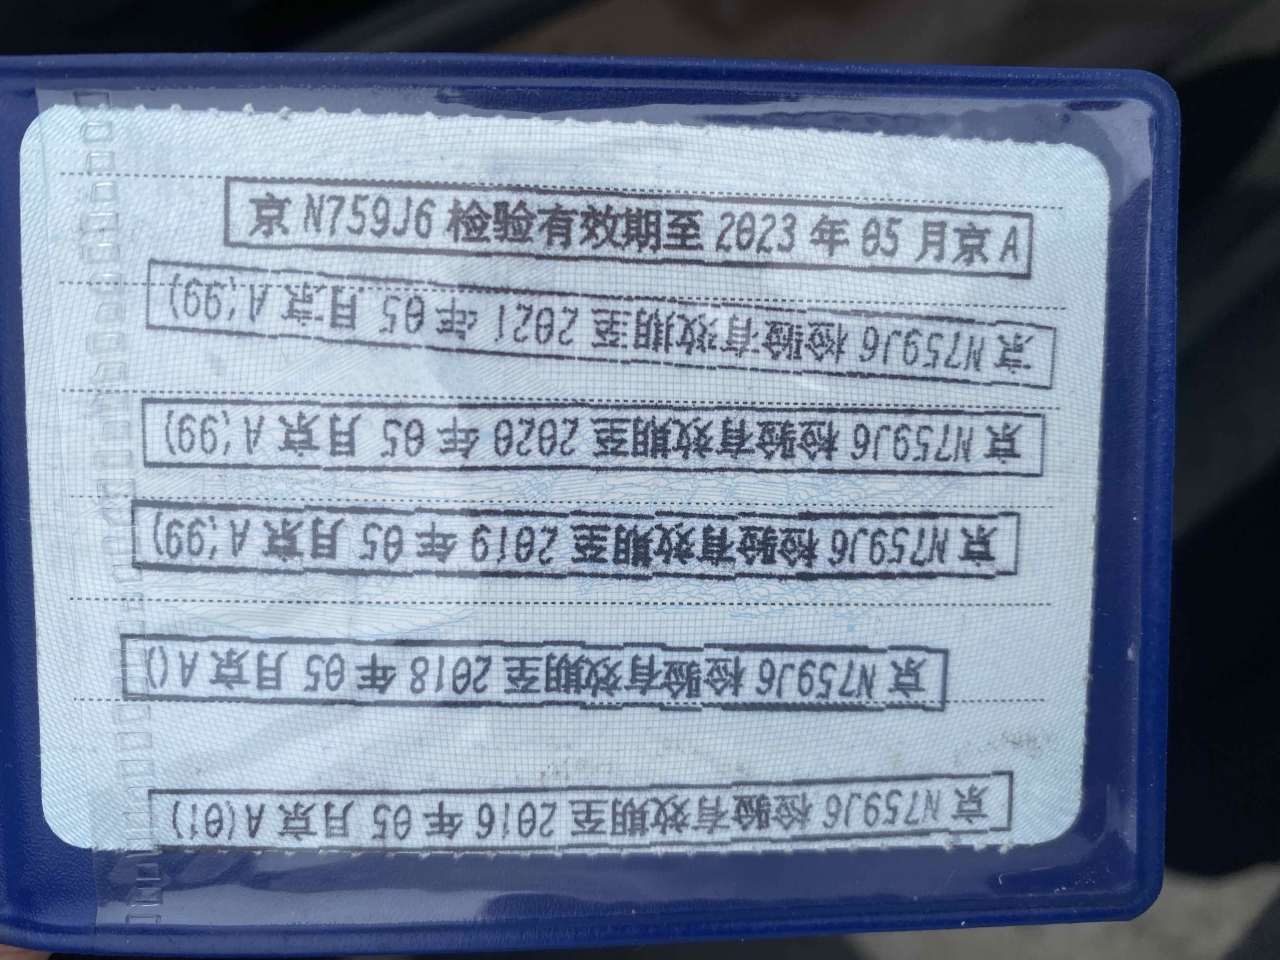 京 N759J6 检验有效期至 2023 年 05 月京 A
京 N759J6 检验有效期至 2021 年 05 月京 A(,99)
京 N759J6 检验有效期至 2020 年 05 月京 A(,99)
京 N759J6 检验有效期至 2019 年 05 月京 A(,99)
京 N759J6 检验有效期至 2018 年 05 月京 A()
京 N759J6 检验有效期至 2016 年 05 月京 A(01)